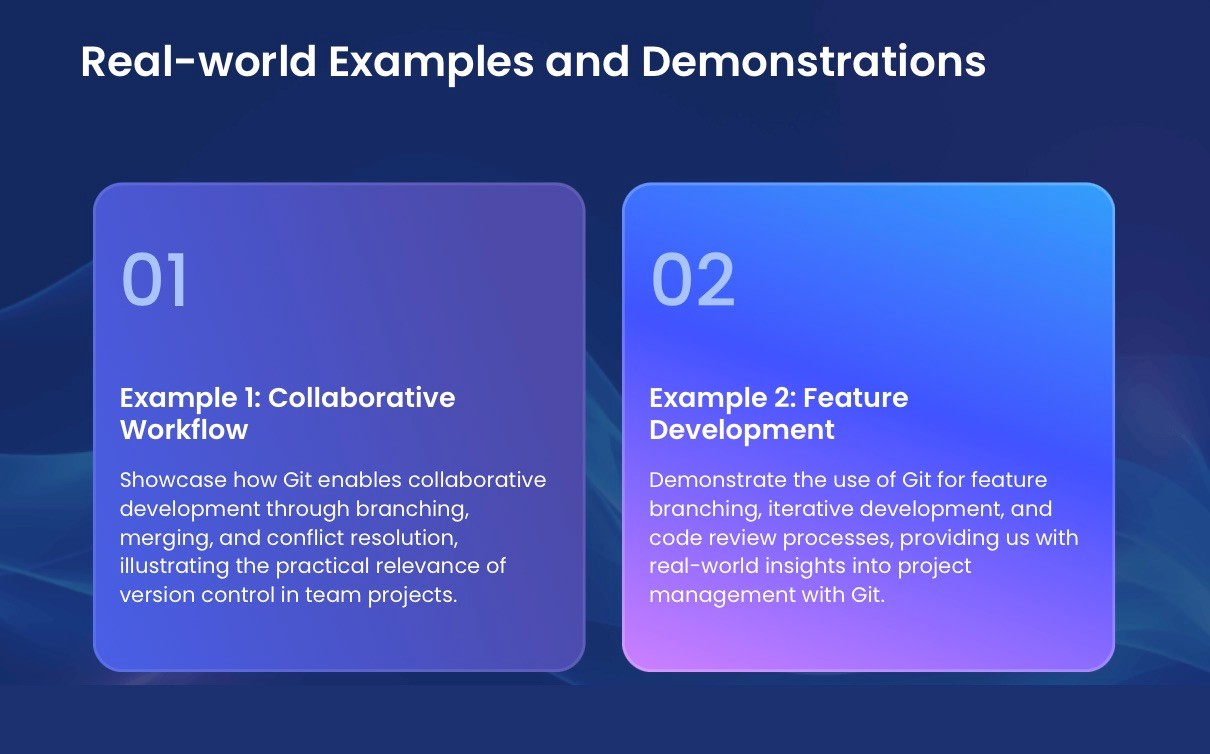 Real-world Examples and Demonstrations
01
Example 1: Collaborative
Workflow
Showcase how Git enables collaborative
development through branching,
merging, and conflict resolution,
illustrating the practical relevance of
version control in team projects.
02
Example 2: Feature
Development
Demonstrate the use of Git for feature
branching, iterative development, and
code review processes, providing us with
real-world insights into project
management with Git.